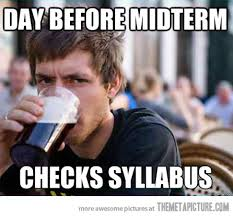 DAY BEFORE MIDTERM
CHECKS SYLLABUS
more awesome pictures at THEMETAPICTURE.COM